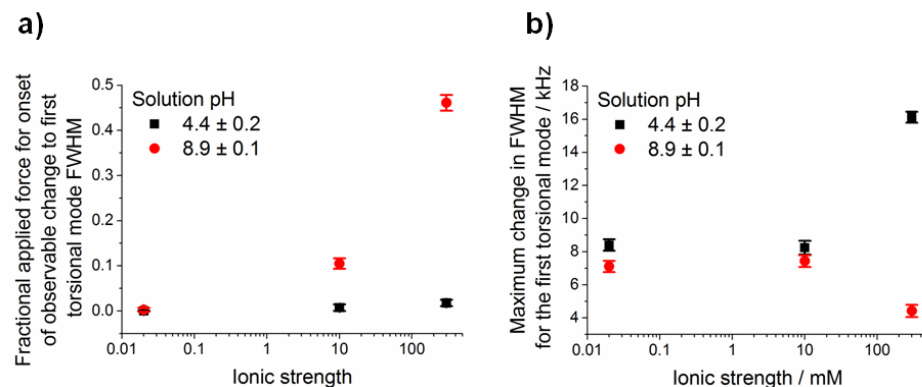 a)
Fractional applied force for onset
of observable change to first
torsional mode FWHM
0.5
0.4
0.3
0.2
0.1
0.0
Solution pH
4.4 ± 0.2
8.9 ± 0.1
0.01 0.1 1 10 100
Ionic strength
b)
Maximum change in FWHM
for the first torsional mode / kHz
18
16
14
12
10
8
6
4
Solution pH
4.4 ± 0.2
8.9 ± 0.1
0.01 0.1 1 10 100
Ionic strength / mM